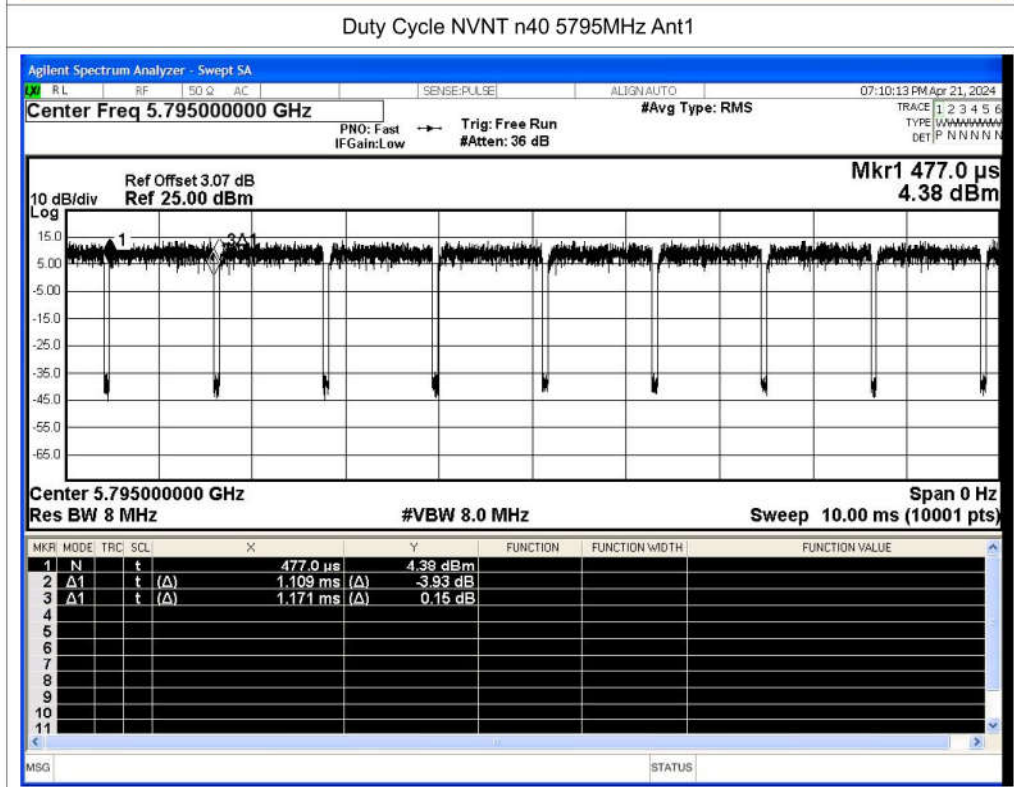 Duty Cycle NVNT n40 5795MHz Ant1
Agilent Spectrum Analyzer - Swept SA
LXI RL RF 50 Ω AC SENSE:PULSE ALIGN AUTO 07:10:13 PM Apr 21, 2024
Center Freq 5.795000000 GHz #Avg Type: RMS TRACE 1 2 3 4 5 6
PNO: Fast Trig: Free Run TYPE WWWWWW
IFGain:Low #Atten: 36 dB DET P N N N N N
Mkr1 477.0 µs
Ref Offset 3.07 dB
10 dB/div Ref 25.00 dBm 4.38 dBm
Log
15.0
1 3Δ1
5.00
-5.00
-15.0
-25.0
-35.0
-45.0
-55.0
-65.0
Center 5.795000000 GHz Span 0 Hz
Res BW 8 MHz #VBW 8.0 MHz Sweep 10.00 ms (10001 pts)
MKR MODE TRC SCL X Y FUNCTION FUNCTION WIDTH FUNCTION VALUE
1 N t 477.0 µs 4.38 dBm
2 Δ1 t (Δ) 1.109 ms (Δ) -3.93 dB
3 Δ1 t (Δ) 1.171 ms (Δ) 0.15 dB
4
5
6
7
8
9
10
11
MSG STATUS